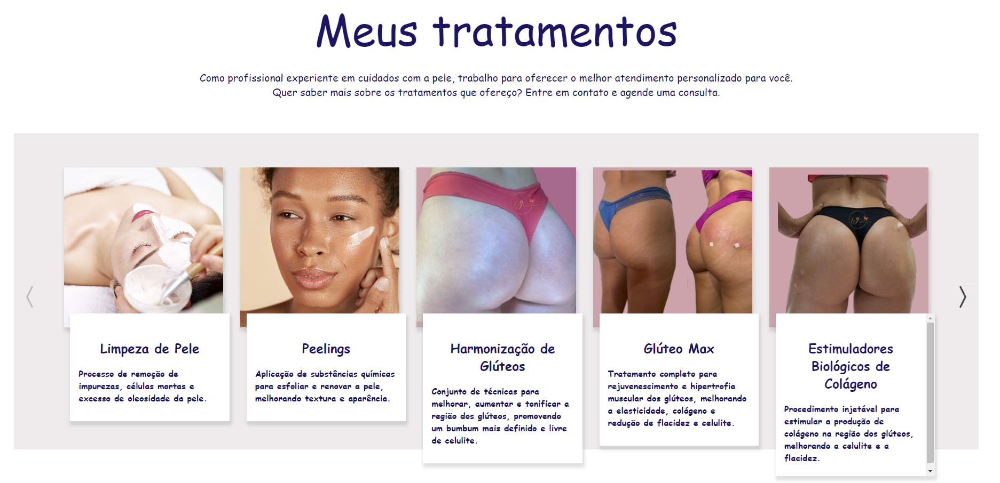 Meus tratamentos
Como profissional experiente em cuidados com a pele, trabalho para oferecer o melhor atendimento personalizado para você.
Quer saber mais sobre os tratamentos que ofereço? Entre em contato e agende uma consulta.
Limpeza de Pele
Processo de remoção de
impurezas, células mortas e
excesso de oleosidade da pele.
Peelings
Aplicação de substâncias químicas
para esfoliar e renovar a pele,
melhorando textura e aparência.
Harmonização de
Glúteos
Conjunto de técnicas para
melhorar, aumentar e tonificar a
região dos glúteos, promovendo
um bumbum mais definido e livre
de celulite.
Glúteo Max
Tratamento completo para
rejuvenescimento e hipertrofia
muscular dos glúteos, melhorando
a elasticidade, colágeno e
redução de flacidez e celulite.
Estimuladores
Biológicos de
Colágeno
Procedimento injetável para
estimular a produção de
colágeno na região dos glúteos,
melhorando a celulite e a
flacidez.